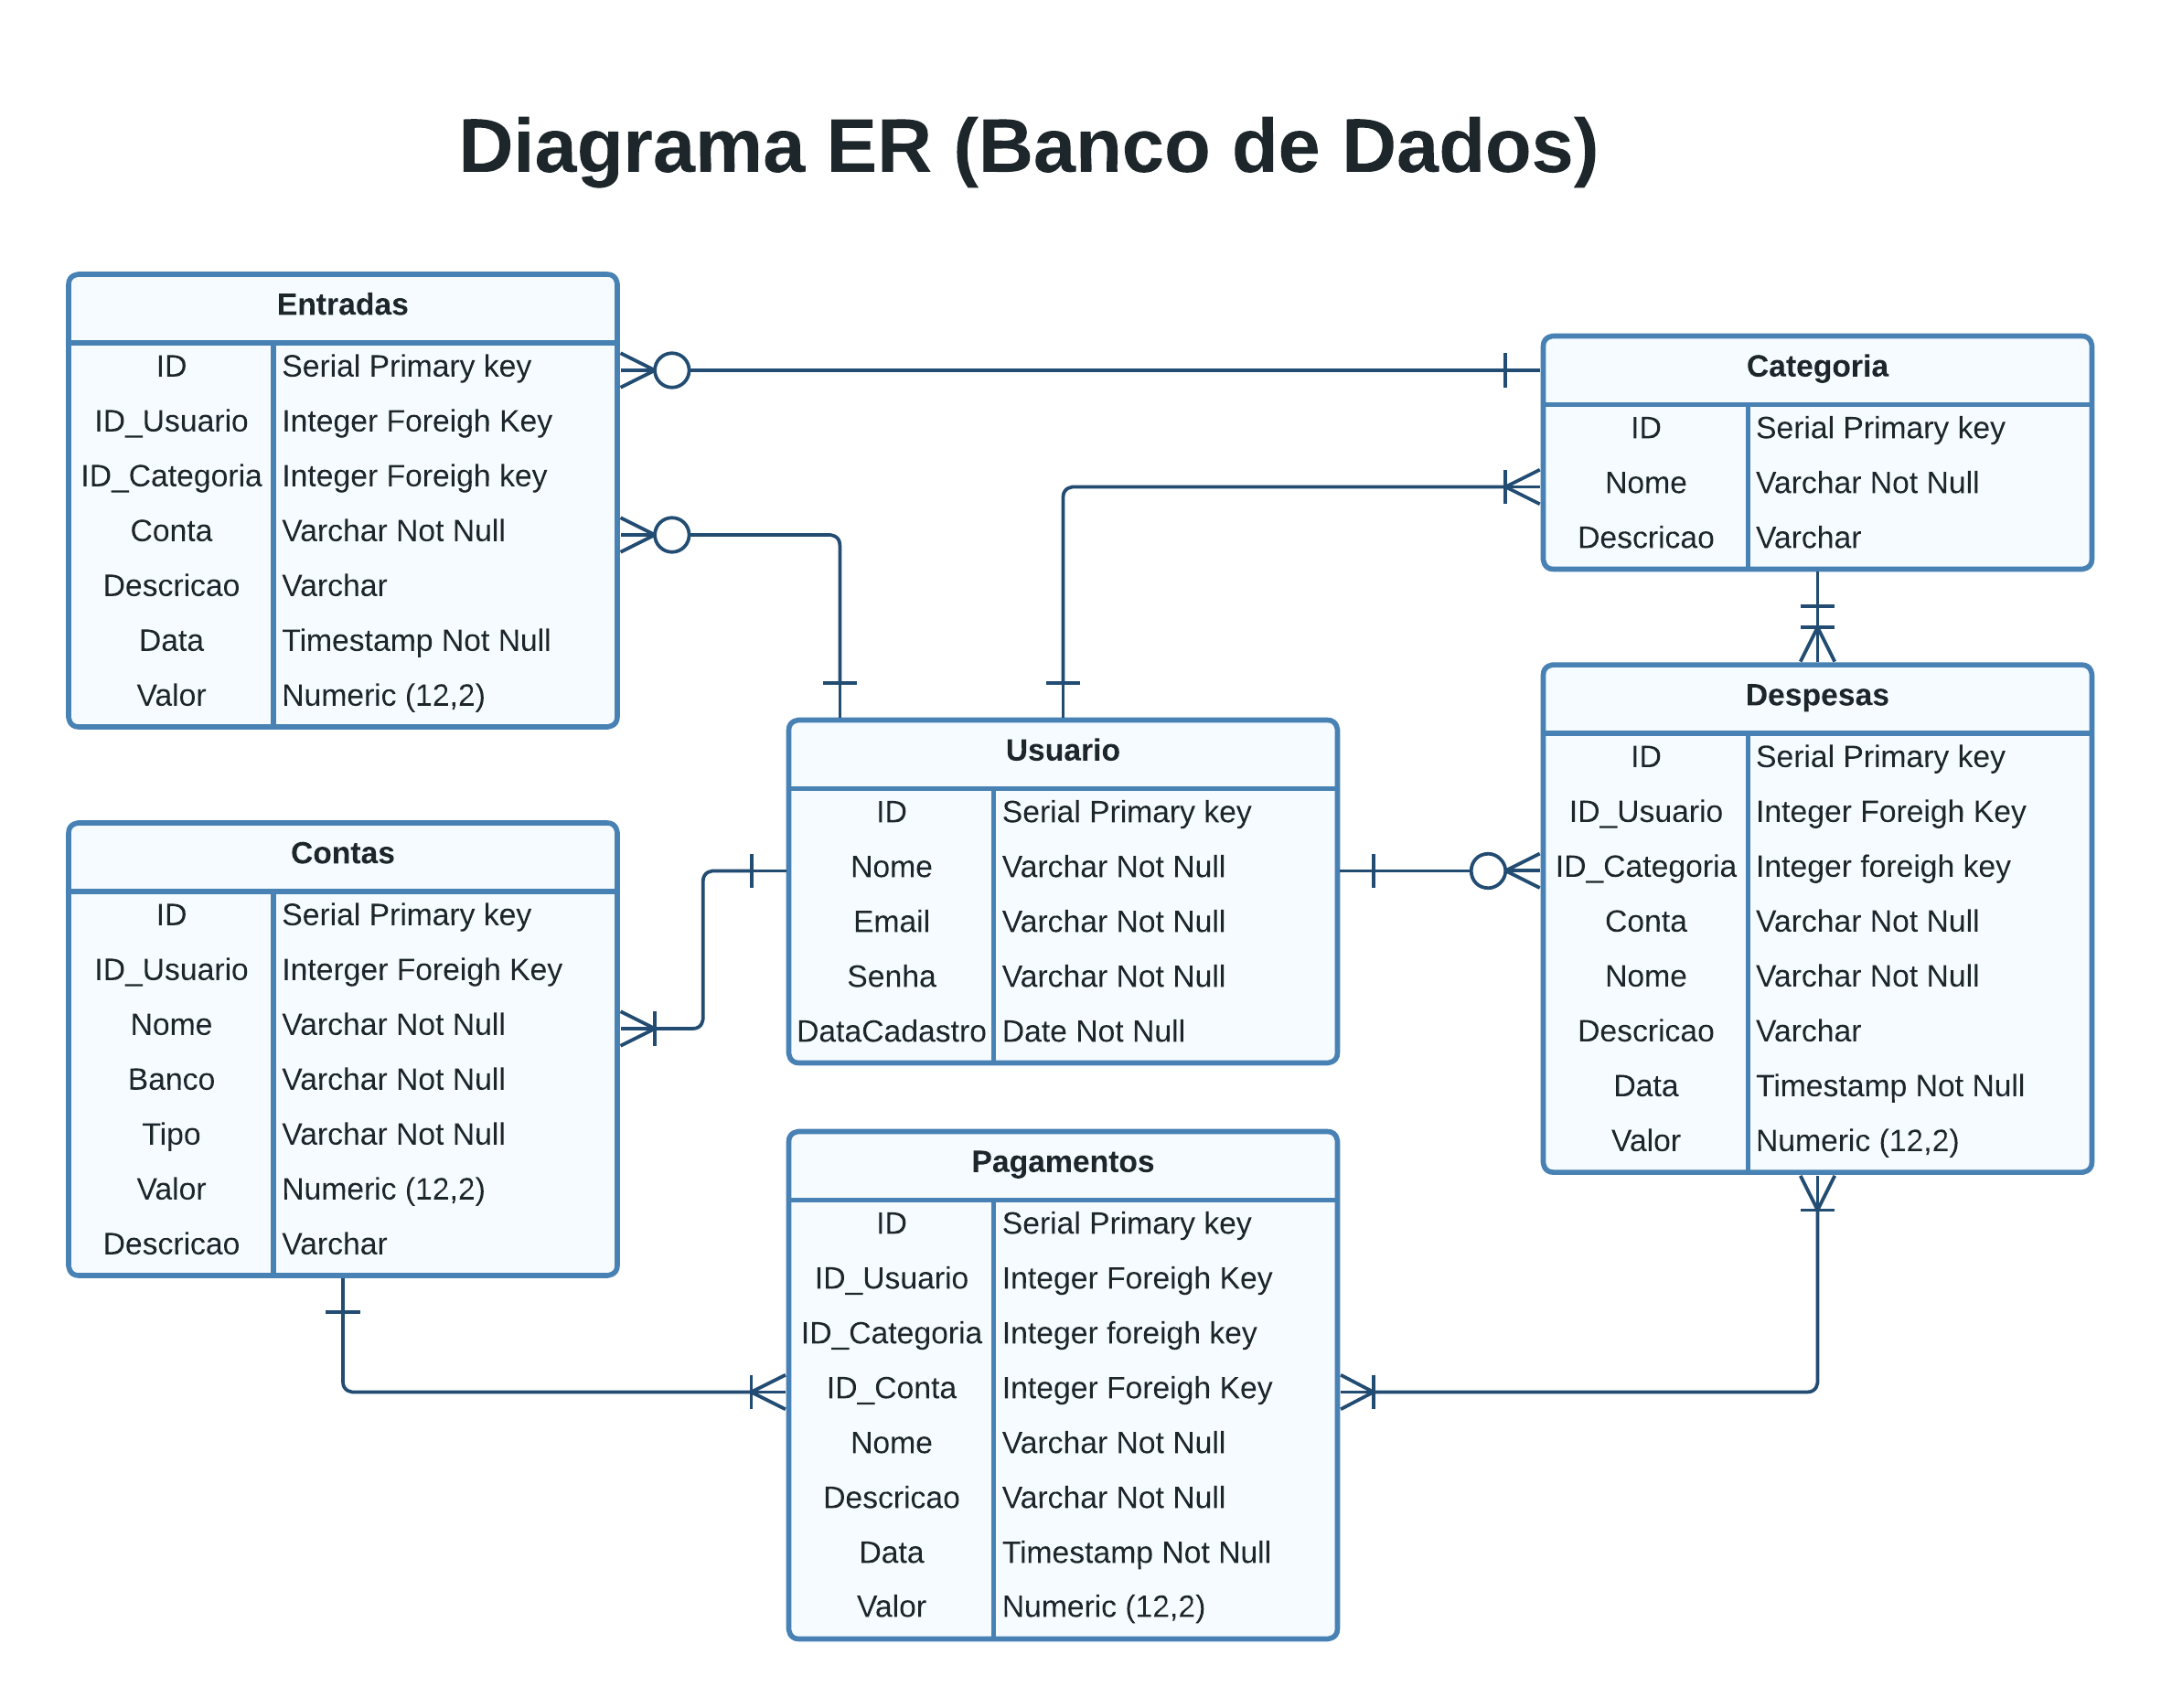 Diagrama ER (Banco de Dados)
Entradas
ID Serial Primary key
ID_Usuario Integer Foreigh Key
ID_Categoria Integer Foreigh key
Conta Varchar Not Null
Descricao Varchar
Data Timestamp Not Null
Valor Numeric (12,2)
Categoria
ID Serial Primary key
Nome Varchar Not Null
Descricao Varchar
Usuario
ID Serial Primary key
Nome Varchar Not Null
Email Varchar Not Null
Senha Varchar Not Null
DataCadastro Date Not Null
Despesas
ID Serial Primary key
ID_Usuario Integer Foreigh Key
ID_Categoria Integer foreigh key
Conta Varchar Not Null
Nome Varchar Not Null
Descricao Varchar
Data Timestamp Not Null
Valor Numeric (12,2)
Contas
ID Serial Primary key
ID_Usuario Interger Foreigh Key
Nome Varchar Not Null
Banco Varchar Not Null
Tipo Varchar Not Null
Valor Numeric (12,2)
Descricao Varchar
Pagamentos
ID Serial Primary key
ID_Usuario Integer Foreigh Key
ID_Categoria Integer foreigh key
ID_Conta Integer Foreigh Key
Nome Varchar Not Null
Descricao Varchar Not Null
Data Timestamp Not Null
Valor Numeric (12,2)